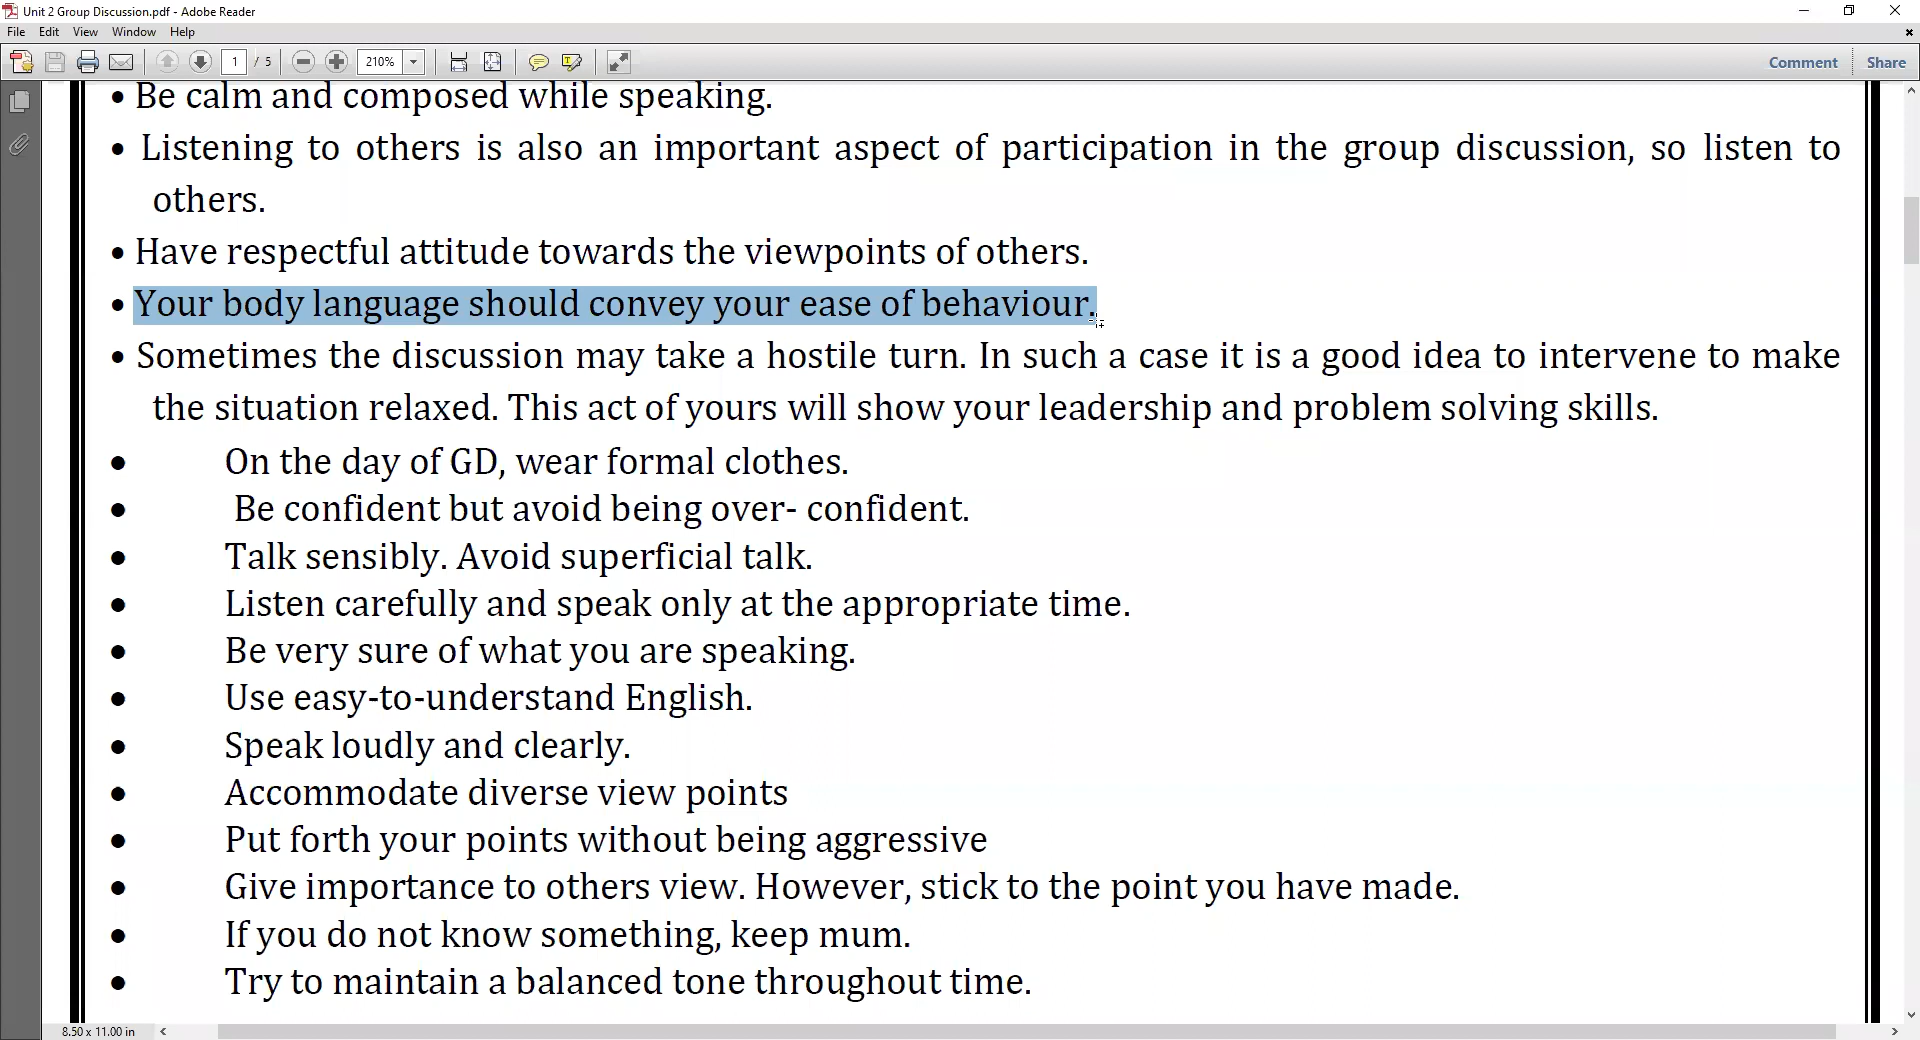 Unit 2 Group Discussion.pdf - Adobe Reader
File Edit View Window Help
1 / 5 210% Comment Share
• Be calm and composed while speaking.
• Listening to others is also an important aspect of participation in the group discussion, so listen to
others.
• Have respectful attitude towards the viewpoints of others.
• Your body language should convey your ease of behaviour.
• Sometimes the discussion may take a hostile turn. In such a case it is a good idea to intervene to make
the situation relaxed. This act of yours will show your leadership and problem solving skills.
• On the day of GD, wear formal clothes.
• Be confident but avoid being over- confident.
• Talk sensibly. Avoid superficial talk.
• Listen carefully and speak only at the appropriate time.
• Be very sure of what you are speaking.
• Use easy-to-understand English.
• Speak loudly and clearly.
• Accommodate diverse view points
• Put forth your points without being aggressive
• Give importance to others view. However, stick to the point you have made.
• If you do not know something, keep mum.
• Try to maintain a balanced tone throughout time.
8.50 x 11.00 in